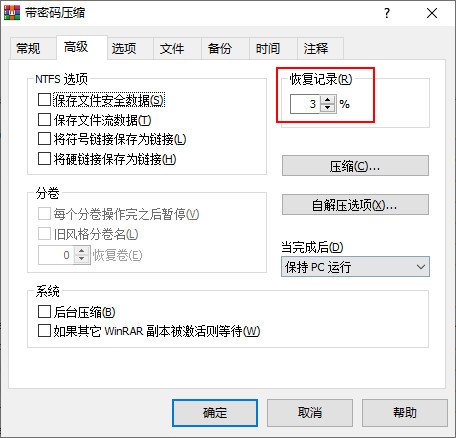 带密码压缩
常规 高级 选项 文件 备份 时间 注释
NTFS 选项
保存文件安全数据(S)
保存文件流数据(T)
将符号链接保存为链接(L)
将硬链接保存为链接(H)
恢复记录(R)
3 %
压缩(C)...
自解压选项(X)...
分卷
每个分卷操作完之后暂停(V)
旧风格分卷名(L)
0 恢复卷(E)
当完成后(D)
保持 PC 运行
系统
后台压缩(B)
如果其它 WinRAR 副本被激活则等待(W)
确定 取消 帮助